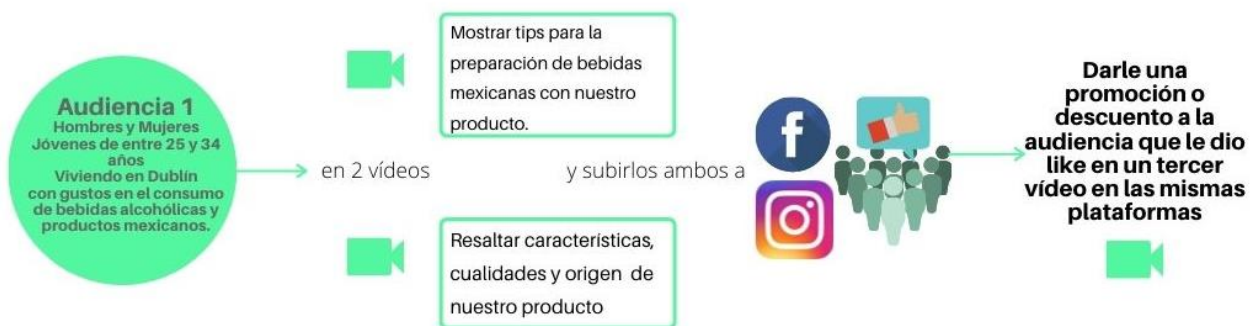 Audiencia 1
Hombres y Mujeres
Jóvenes de entre 25 y 34
años
Viviendo en Dublín
con gustos en el consumo
de bebidas alcohólicas y
productos mexicanos.
en 2 vídeos
Mostrar tips para la
preparación de bebidas
mexicanas con nuestro
producto.
Resaltar características,
cualidades y origen de
nuestro producto
y subirlos ambos a
f
Darle una
promoción o
descuento a la
audiencia que le dio
like en un tercer
vídeo en las mismas
plataformas